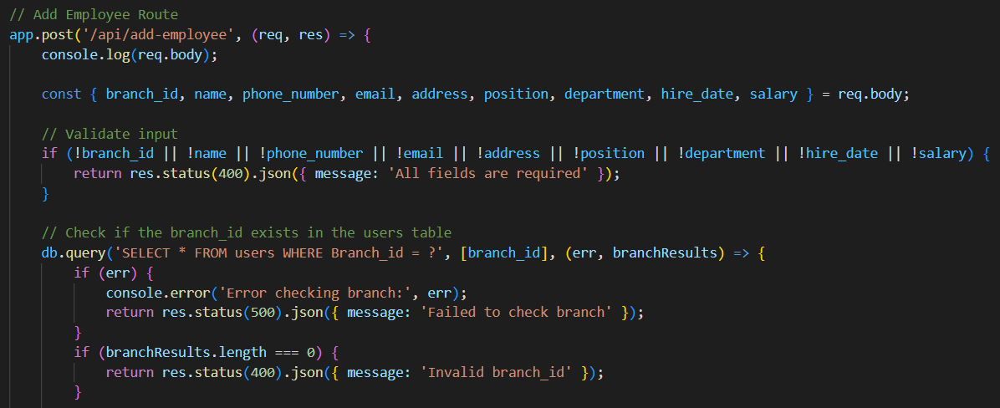 // Add Employee Route
app.post('/api/add-employee', (req, res) => {
    console.log(req.body);

    const { branch_id, name, phone_number, email, address, position, department, hire_date, salary } = req.body;

    // Validate input
    if (!branch_id || !name || !phone_number || !email || !address || !position || !department || !hire_date || !salary) {
        return res.status(400).json({ message: 'All fields are required' });
    }

    // Check if the branch_id exists in the users table
    db.query('SELECT * FROM users WHERE Branch_id = ?', [branch_id], (err, branchResults) => {
        if (err) {
            console.error('Error checking branch:', err);
            return res.status(500).json({ message: 'Failed to check branch' });
        }
        if (branchResults.length === 0) {
            return res.status(400).json({ message: 'Invalid branch_id' });
        }